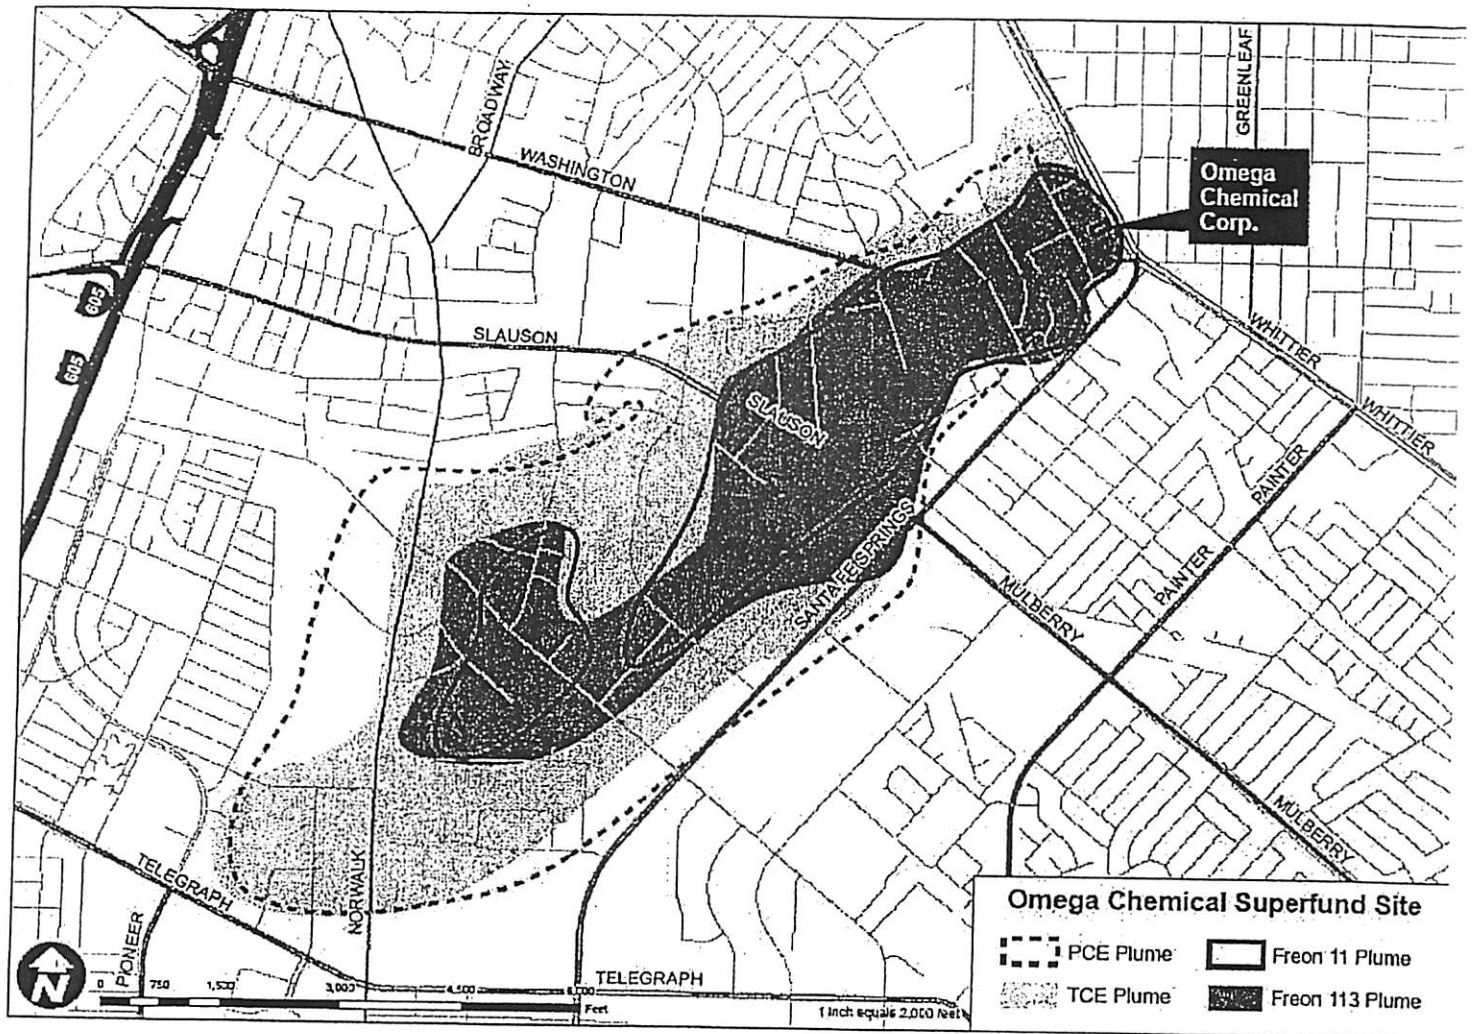 BROADWAY
GREENLEAF
WASHINGTON
Omega
Chemical
Corp.
605
SLAUSON
WHITTIER
605
SLAUSON
WHITTIER
PAINTER
SANTA FE SPRINGS
PAINTER
MULBERRY
MULBERRY
TELEGRAPH
NORWALK
PIONEER
Omega Chemical Superfund Site
PCE Plume
Freon 11 Plume
TCE Plume
Freon 113 Plume
N
0 750 1,500 3,000 4,500 6,000
Feet
TELEGRAPH
1 inch equals 2,000 feet